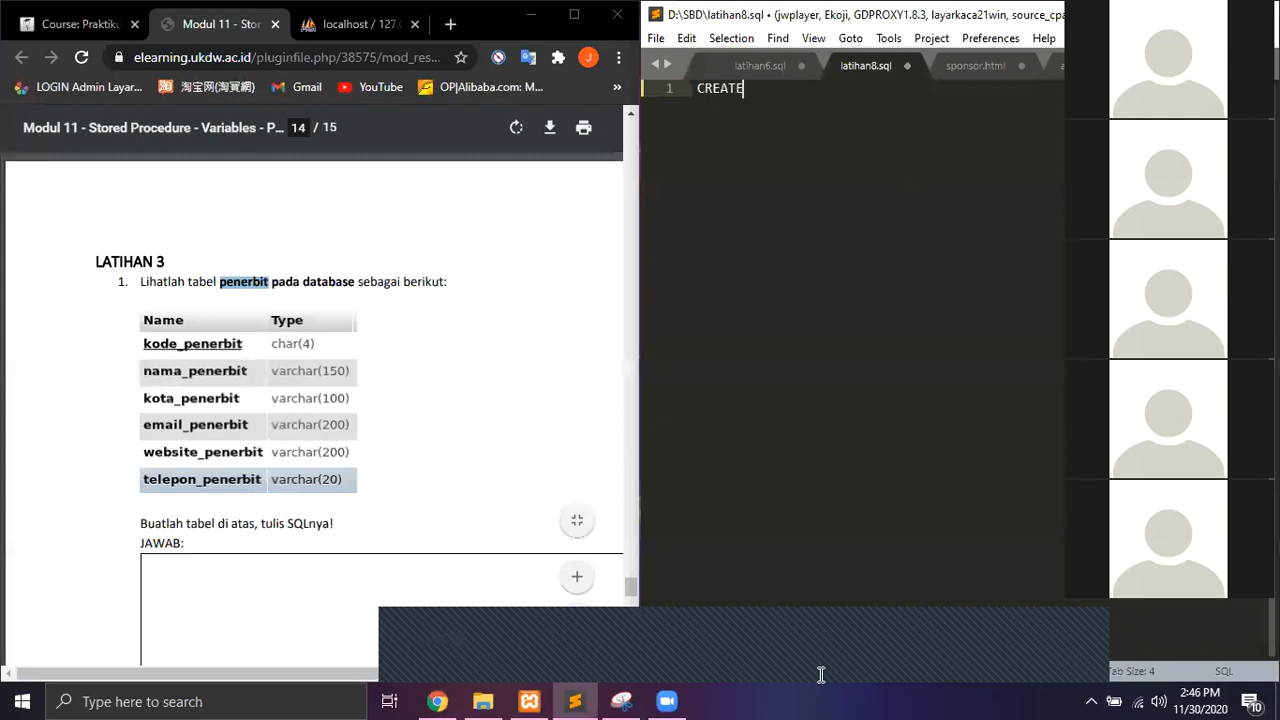 Course: Praktiku
Modul 11 - Stor
localhost / 127.0
elearning.ukdw.ac.id/pluginfile.php/38575/mod_res...
J
LOGIN Admin Layar...
淘宝网(淘寳網)
YouTube
OP|Alibaba.com: M...
»
Modul 11 - Stored Procedure - Variables - P... 14 / 15
LATIHAN 3
1. Lihatlah tabel penerbit pada database sebagai berikut:
Name Type
kode_penerbit char(4)
nama_penerbit varchar(150)
kota_penerbit varchar(100)
email_penerbit varchar(200)
website_penerbit varchar(200)
telepon_penerbit varchar(20)
Buatlah tabel di atas, tulis SQLnya!
JAWAB:
D:\SBD\latihan8.sql • (jwplayer, Ekoji, GDPROXY1.8.3, layarkaca21win, source_cpa
File Edit Selection Find View Goto Tools Project Preferences Help
latihan6.sql
latihan8.sql
sponsor.html
1 CREATE
Tab Size: 4 SQL
Type here to search
2:46 PM
11/30/2020
10